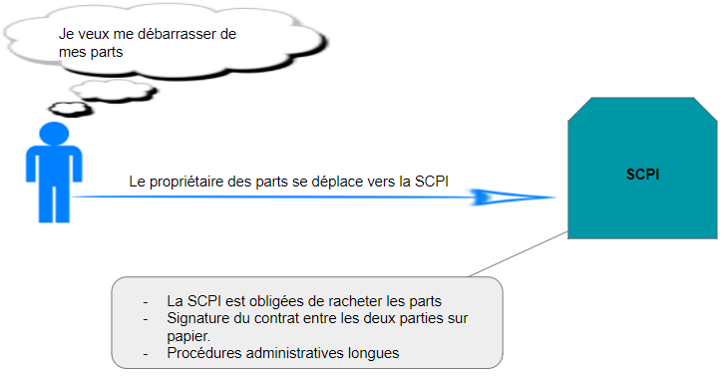 Je veux me débarrasser de
mes parts
Le propriétaire des parts se déplace vers la SCPI
SCPI
- La SCPI est obligées de racheter les parts
- Signature du contrat entre les deux parties sur
papier.
- Procédures administratives longues